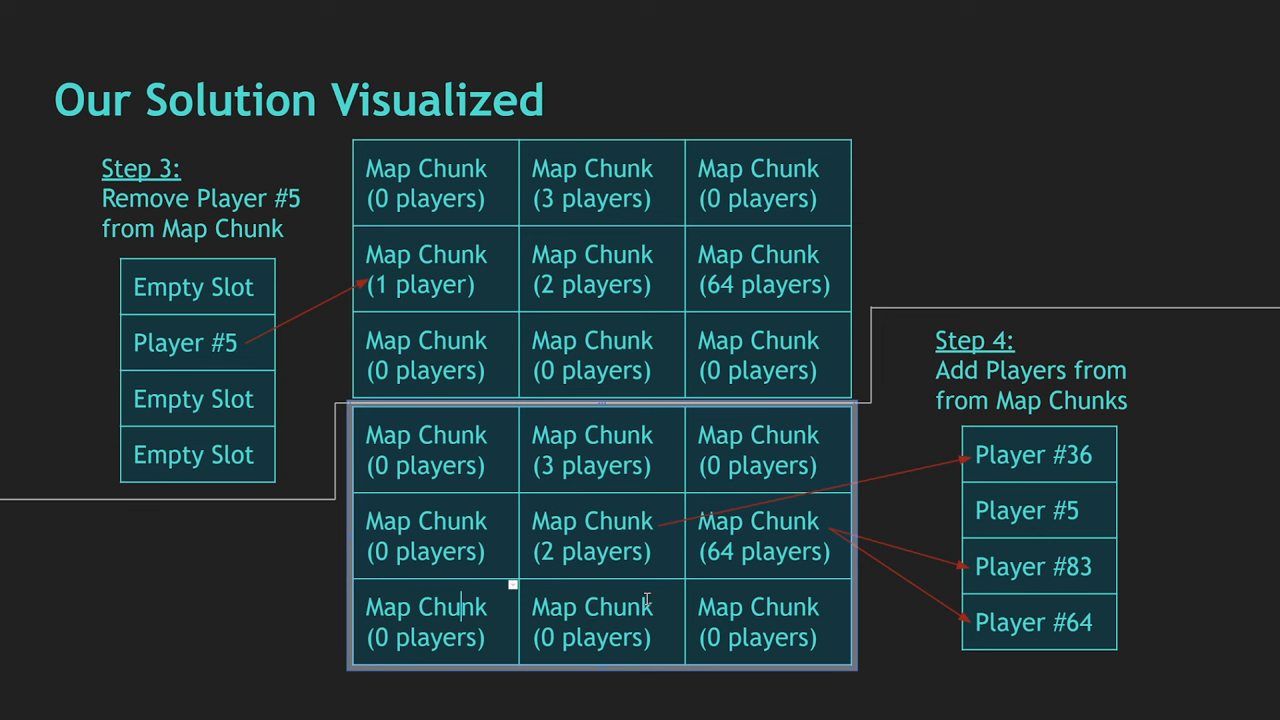 Our Solution Visualized
Step 3:
Remove Player #5
from Map Chunk
Empty Slot
Player #5
Empty Slot
Empty Slot
Map Chunk
(0 players)
Map Chunk
(3 players)
Map Chunk
(0 players)
Map Chunk
(1 player)
Map Chunk
(2 players)
Map Chunk
(64 players)
Map Chunk
(0 players)
Map Chunk
(0 players)
Map Chunk
(0 players)
Map Chunk
(0 players)
Map Chunk
(3 players)
Map Chunk
(0 players)
Map Chunk
(0 players)
Map Chunk
(2 players)
Map Chunk
(64 players)
Map Chunk
(0 players)
Map Chunk
(0 players)
Map Chunk
(0 players)
Step 4:
Add Players from
from Map Chunks
Player #36
Player #5
Player #83
Player #64